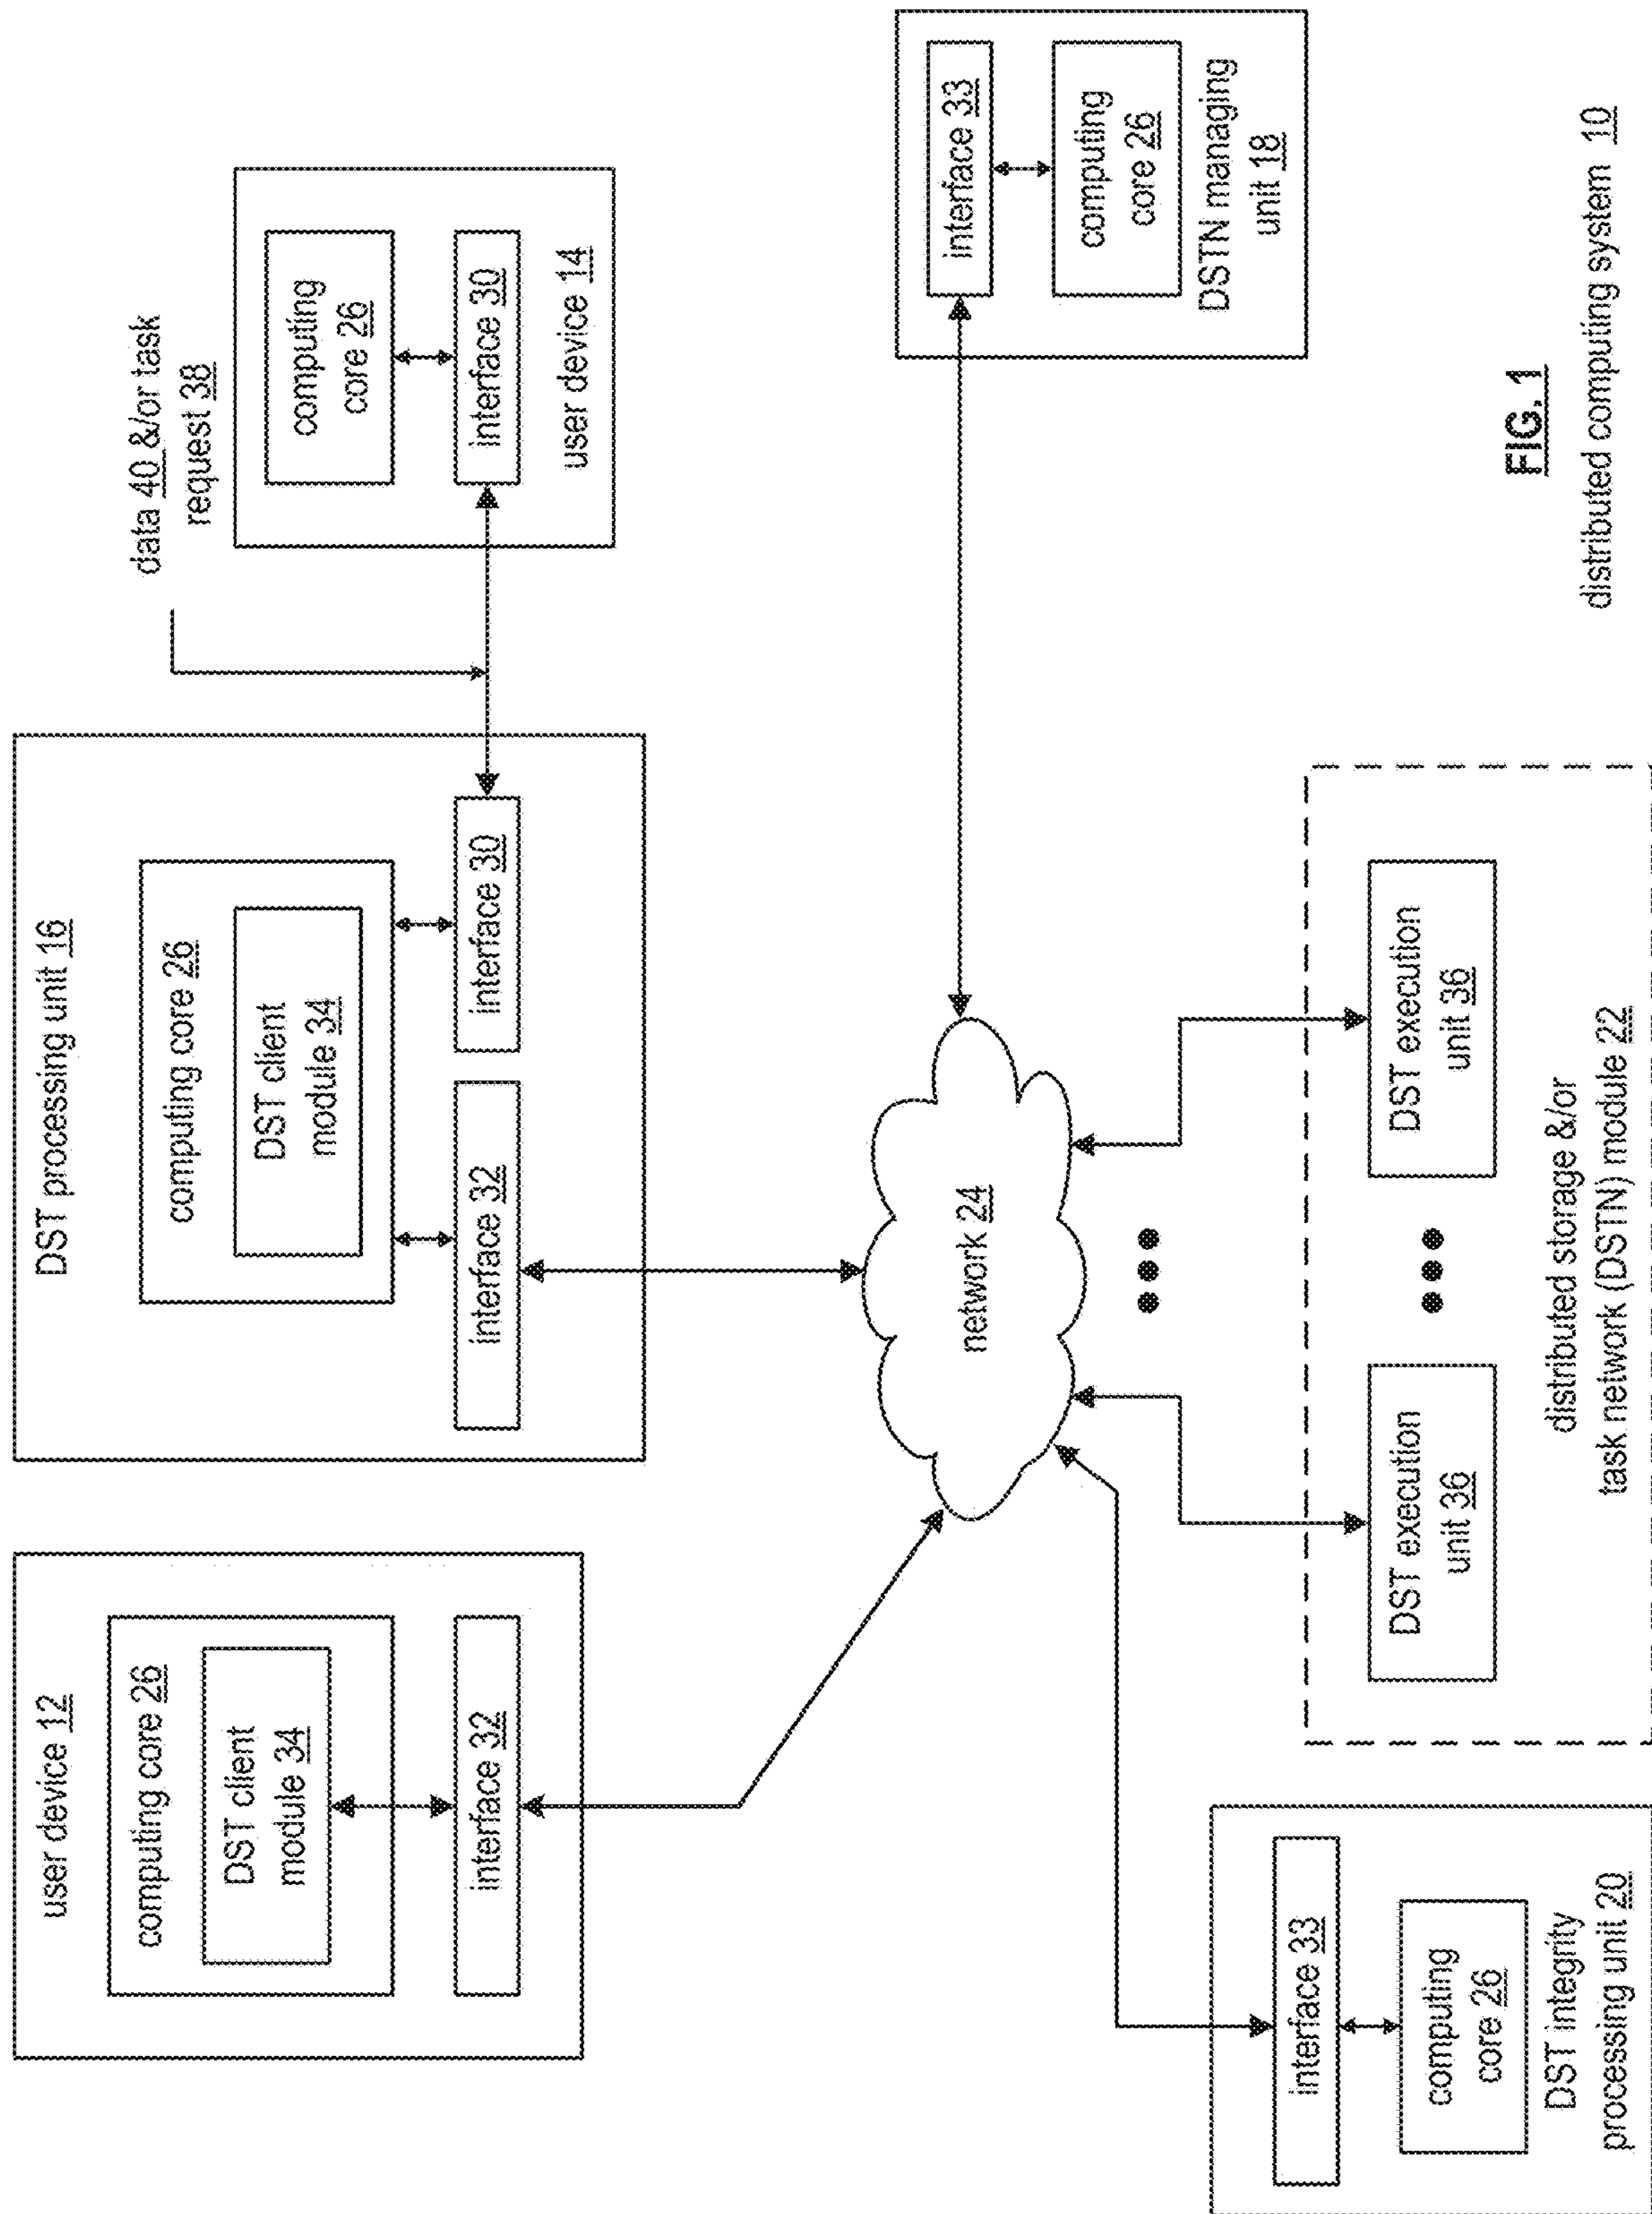 user device 12
computing core 26
DST client
module 34
interface 32
DST processing unit 16
computing core 26
DST client
module 34
interface 32
interface 30
data 40 &/or task
request 38
computing
core 26
interface 30
user device 14
network 24
interface 33
computing
core 26
DSTN managing
unit 18
interface 33
computing
core 26
DST integrity
processing unit 20
DST execution
unit 36
DST execution
unit 36
distributed storage &/or
task network (DSTN) module 22
FIG. 1
distributed computing system 10